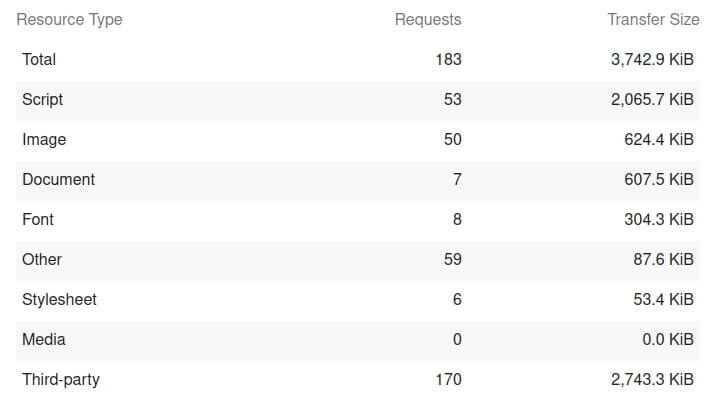 Resource Type Requests Transfer Size
Total 183 3,742.9 KiB
Script 53 2,065.7 KiB
Image 50 624.4 KiB
Document 7 607.5 KiB
Font 8 304.3 KiB
Other 59 87.6 KiB
Stylesheet 6 53.4 KiB
Media 0 0.0 KiB
Third-party 170 2,743.3 KiB